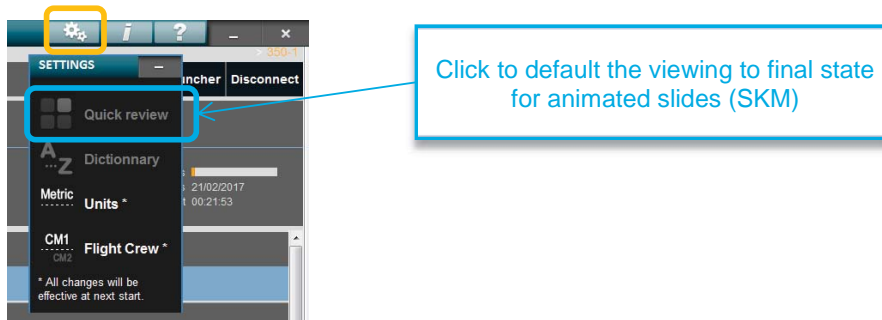 i ? _ ×
> 350-1
SETTINGS –
uncher Disconnect
Quick review
A...Z Dictionnary
s
Metric Units *
s 21/02/2017
t 00:21:53
CM1
CM2 Flight Crew *
* All changes will be
effective at next start.
Click to default the viewing to final state
for animated slides (SKM)